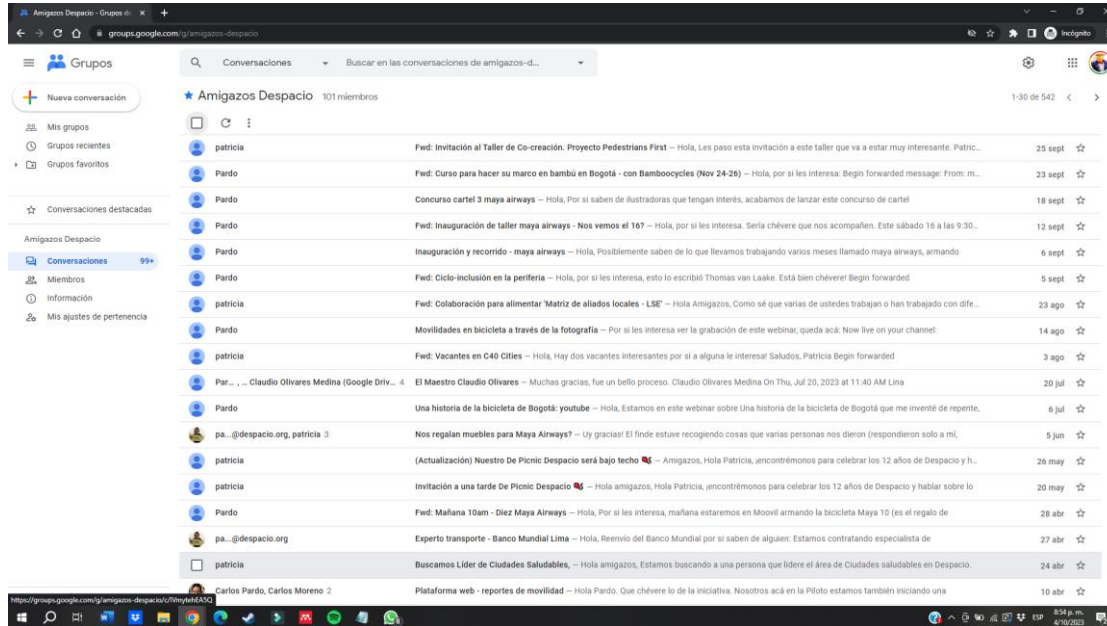 Amigazos Despacio - Grupos de
groups.google.com/g/amigazos-despacio
Incógnito
Grupos
Conversaciones
Buscar en las conversaciones de amigazos-d...
Nueva conversación
Amigazos Despacio 101 miembros
1-30 de 542
Mis grupos
Grupos recientes
Grupos favoritos
Conversaciones destacadas
Amigazos Despacio
Conversaciones 99+
Miembros
Información
Mis ajustes de pertenencia
patricia Fwd: Invitación al Taller de Co-creación. Proyecto Pedestrians First — Hola, Les paso esta invitación a este taller que va a estar muy interesante. Patric... 25 sept
Pardo Fwd: Curso para hacer su marco en bambú en Bogotá - con Bamboocycles (Nov 24-26) — Hola, por si les interesa: Begin forwarded message: From: m... 23 sept
Pardo Concurso cartel 3 maya airways — Hola, Por si saben de ilustradoras que tengan interés, acabamos de lanzar este concurso de cartel 18 sept
Pardo Fwd: Inauguración de taller maya airways - Nos vemos el 16? — Hola, por si les interesa. Sería chévere que nos acompañen. Este sábado 16 a las 9:30... 12 sept
Pardo Inauguración y recorrido - maya airways — Hola, Posiblemente saben de lo que llevamos trabajando varios meses llamado maya airways, armando 6 sept
Pardo Fwd: Ciclo-inclusión en la periferia — Hola, por si les interesa, esto lo escribió Thomas van Laake. Está bien chévere! Begin forwarded 5 sept
patricia Fwd: Colaboración para alimentar 'Matriz de aliados locales - LSE' — Hola Amigazos, Como sé que varias de ustedes trabajan o han trabajado con dife... 23 ago
Pardo Movilidades en bicicleta a través de la fotografía — Por si les interesa ver la grabación de este webinar, queda acá: Now live on your channel: 14 ago
patricia Fwd: Vacantes en C40 Cities — Hola, Hay dos vacantes interesantes por si a alguna le interesa! Saludos, Patricia Begin forwarded 3 ago
Par... , ... Claudio Olivares Medina (Google Driv... 4 El Maestro Claudio Olivares — Muchas gracias, fue un bello proceso. Claudio Olivares Medina On Thu, Jul 20, 2023 at 11:40 AM Lina 20 jul
Pardo Una historia de la bicicleta de Bogotá: youtube — Hola, Estamos en este webinar sobre Una historia de la bicicleta de Bogotá que me inventé de repente, 6 jul
pa...@despacio.org, patricia 3 Nos regalan muebles para Maya Airways? — Uy gracias! El finde estuve recogiendo cosas que varias personas nos dieron (respondieron solo a mí, 5 jun
patricia (Actualización) Nuestro De Picnic Despacio será bajo techo — Amigazos, Hola Patricia, ¡encontrémonos para celebrar los 12 años de Despacio y h... 26 may
patricia Invitación a una tarde De Picnic Despacio — Hola amigazos, Hola Patricia, ¡encontrémonos para celebrar los 12 años de Despacio y hablar sobre lo 20 may
Pardo Fwd: Mañana 10am - Diez Maya Airways — Hola, Por si les interesa, mañana estaremos en Moovil armando la bicicleta Maya 10 (es el regalo de 28 abr
pa...@despacio.org Experto transporte - Banco Mundial Lima — Hola, Reenvío del Banco Mundial por si saben de alguien: Estamos contratando especialista de 27 abr
patricia Buscamos Líder de Ciudades Saludables, — Hola amigazos, Estamos buscando a una persona que lidere el área de Ciudades saludables en Despacio. 24 abr
Carlos Pardo, Carlos Moreno 2 Plataforma web - reportes de movilidad — Hola Pardo. Que chévere lo de la iniciativa. Nosotros acá en la Piloto estamos también iniciando una 10 abr
ESP
8:54 p. m.
4/10/2023